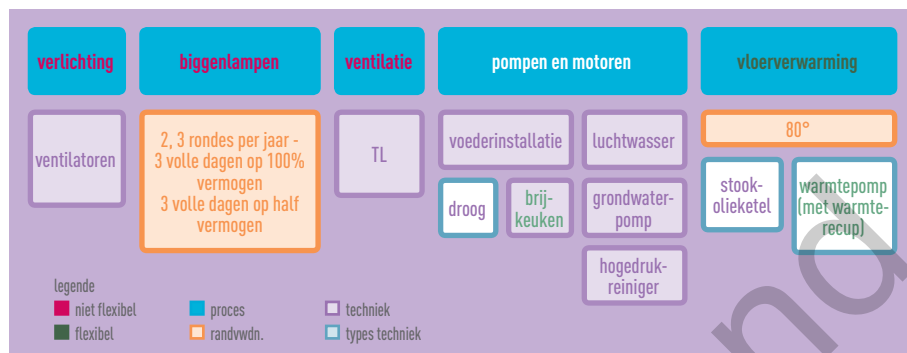 verlichting
biggenlampen
ventilatie
pompen en motoren
vloerverwarming
ventilatoren
2, 3 rondes per jaar -
3 volle dagen op 100%
vermogen
3 volle dagen op half
vermogen
TL
voederinstallatie
luchtwasser
droog
brij-
keuken
grondwater-
pomp
hogedruk-
reiniger
80°
stook-
olieketel
warmtepomp
(met warmte-
recup)
legende
niet flexibel
proces
techniek
flexibel
randvwdn.
types techniek
nd